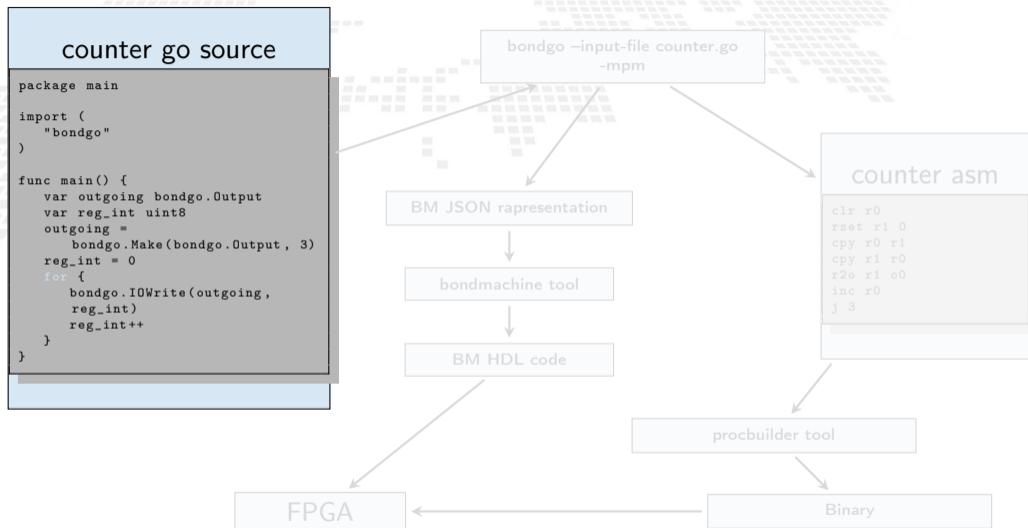 counter go source
package main
import (
"bondgo"
)
func main() {
var outgoing bondgo.Output
var reg_int uint8
outgoing =
bondgo.Make(bondgo.Output, 3)
reg_int = 0
for {
bondgo.IOWrite(outgoing,
reg_int)
reg_int++
}
}
bondgo –input-file counter.go
-mpm
BM JSON rapresentation
bondmachine tool
BM HDL code
FPGA
counter asm
clr r0
rset r1 0
cpy r0 r1
cpy r1 r0
r2o r1 o0
inc r0
j 3
procbuilder tool
Binary